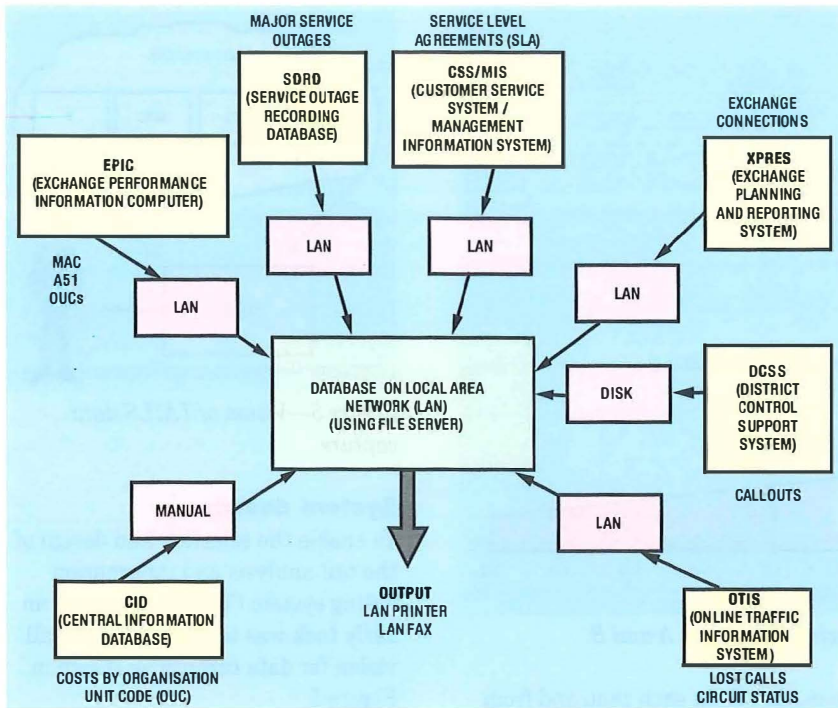 MAJOR SERVICE
OUTAGES
SDRD
(SERVICE OUTAGE
RECORDING
DATABASE)
SERVICE LEVEL
AGREEMENTS (SLA)
CSS/MIS
(CUSTOMER SERVICE
SYSTEM /
MANAGEMENT
INFORMATION SYSTEM)
EXCHANGE
CONNECTIONS
XPRES
(EXCHANGE
PLANNING
AND REPORTING
SYSTEM)
EPIC
(EXCHANGE PERFORMANCE
INFORMATION COMPUTER)
MAC
A51
OUCs
LAN
LAN
LAN
LAN
DATABASE ON LOCAL AREA
NETWORK (LAN)
(USING FILE SERVER)
DISK
DCSS
(DISTRICT
CONTROL
SUPPORT
SYSTEM)
CALLOUTS
MANUAL
LAN
CID
(CENTRAL INFORMATION
DATABASE)
COSTS BY ORGANISATION
UNIT CODE (OUC)
OUTPUT
LAN PRINTER
LAN FAX
OTIS
(ONLINE TRAFFIC
INFORMATION
SYSTEM)
LOST CALLS
CIRCUIT STATUS